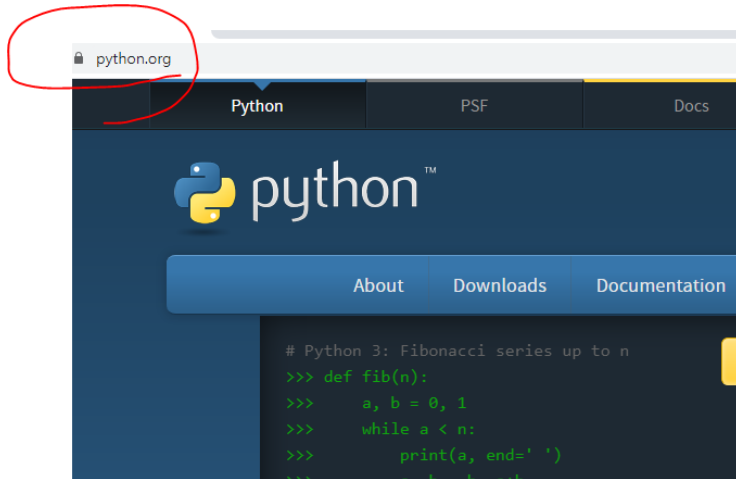 python.org
Python PSF Docs
python™
About Downloads Documentation
# Python 3: Fibonacci series up to n
>>> def fib(n):
>>>     a, b = 0, 1
>>>     while a < n:
>>>         print(a, end=' ')
>>>